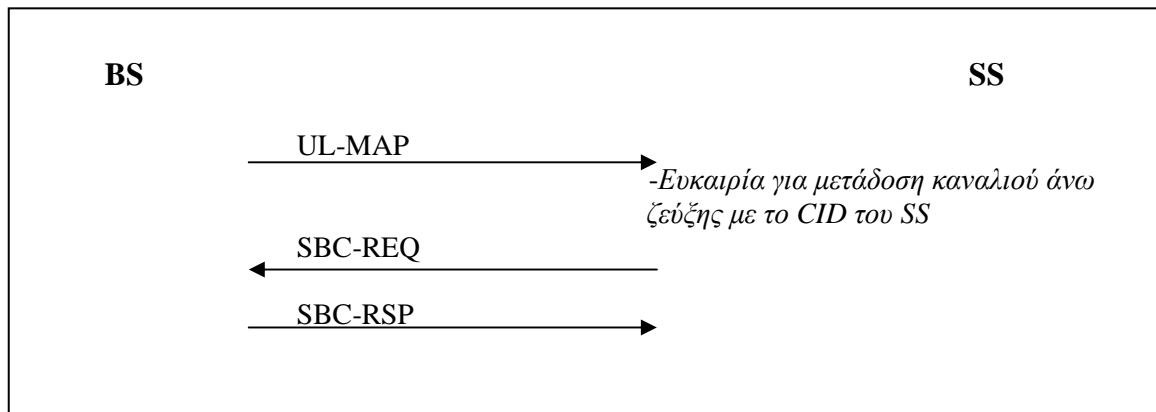 BS
SS
UL-MAP
-Ευκαιρία για μετάδοση καναλιού άνω
ζεύξης με το CID του SS
SBC-REQ
SBC-RSP